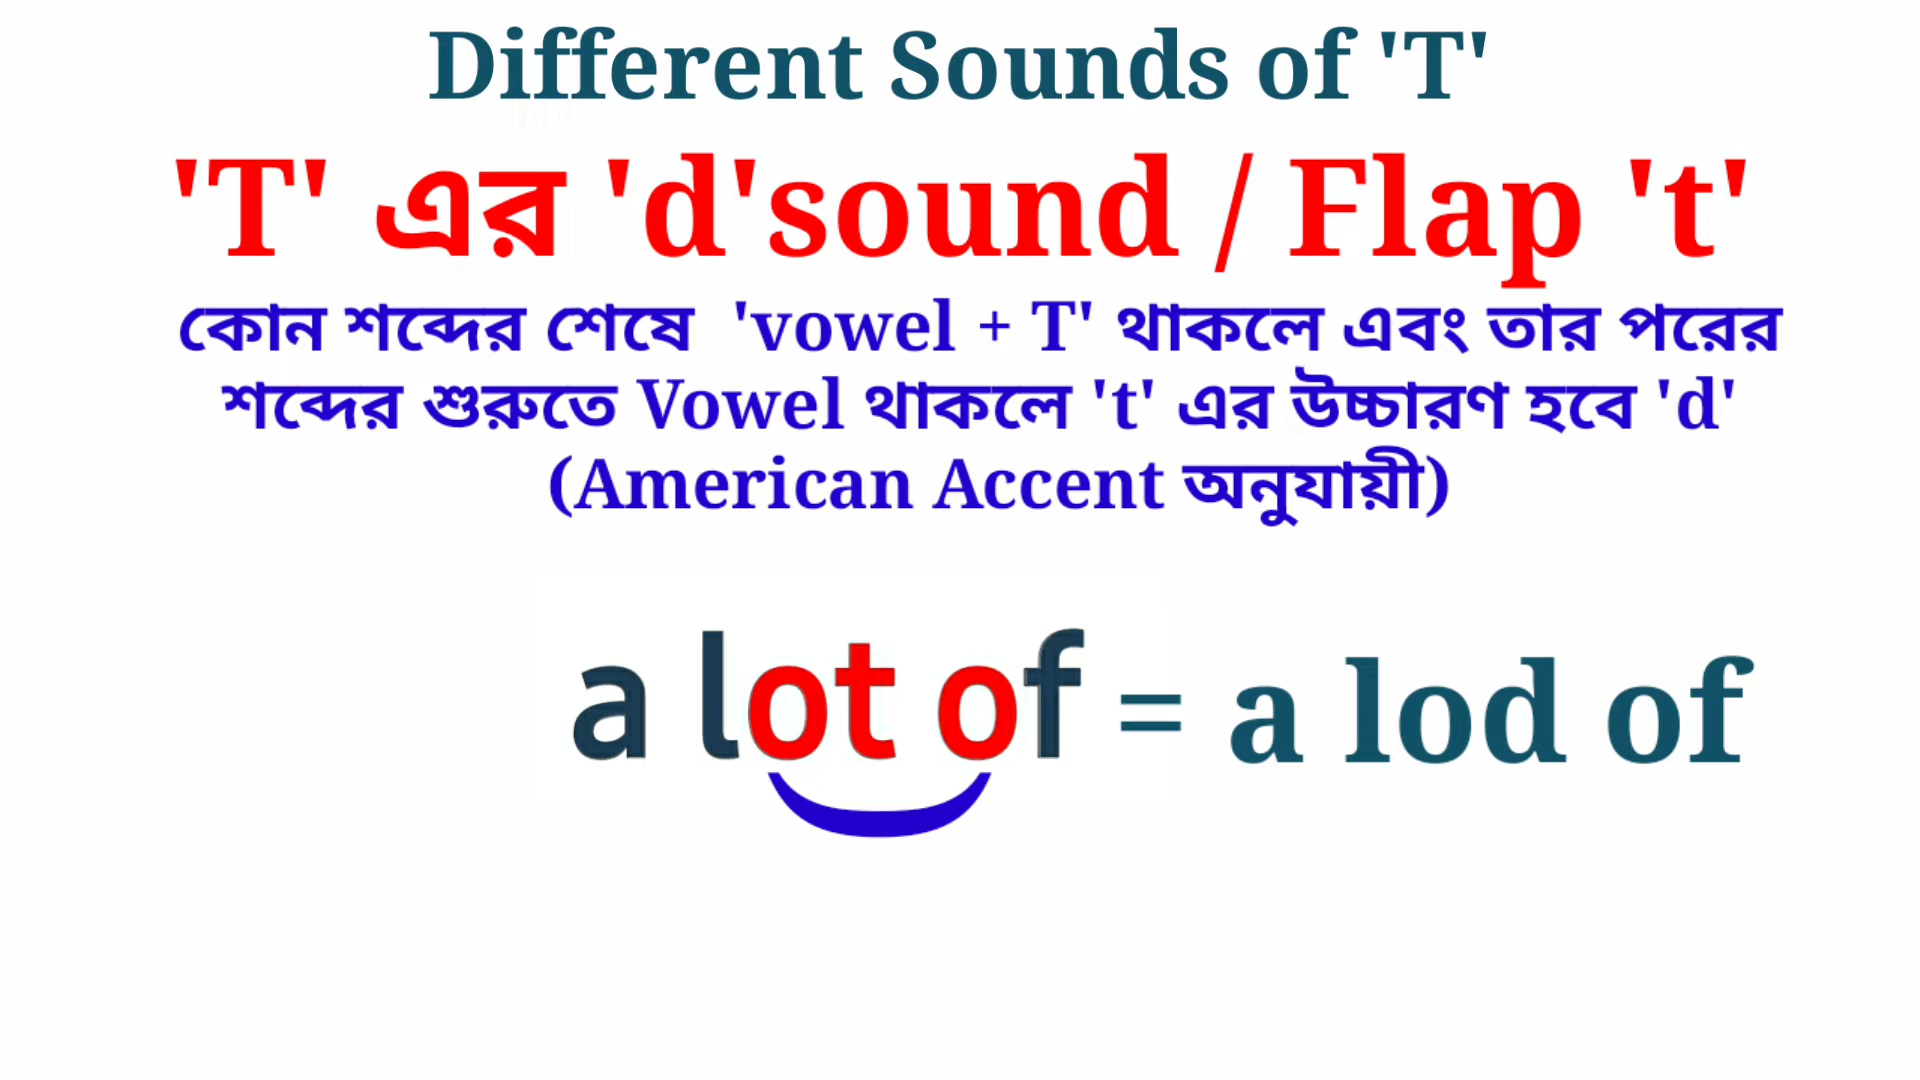 Different Sounds of 'T'
'T' এর 'd'sound / Flap 't'
কোন শব্দের শেষে 'vowel + T' থাকলে এবং তার পরের
শব্দের শুরুতে Vowel থাকলে 't' এর উচ্চারণ হবে 'd'
(American Accent অনুযায়ী)
a lot of = a lod of